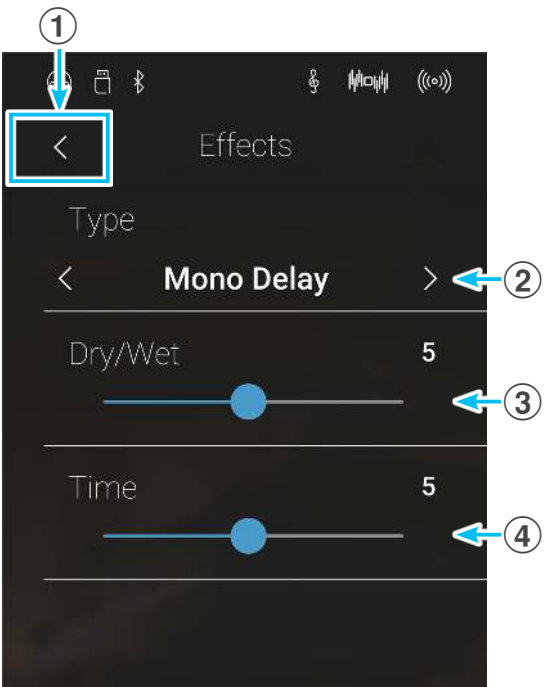 ①
Effects
Type
Mono Delay ②
Dry/Wet 5
③
Time 5
④